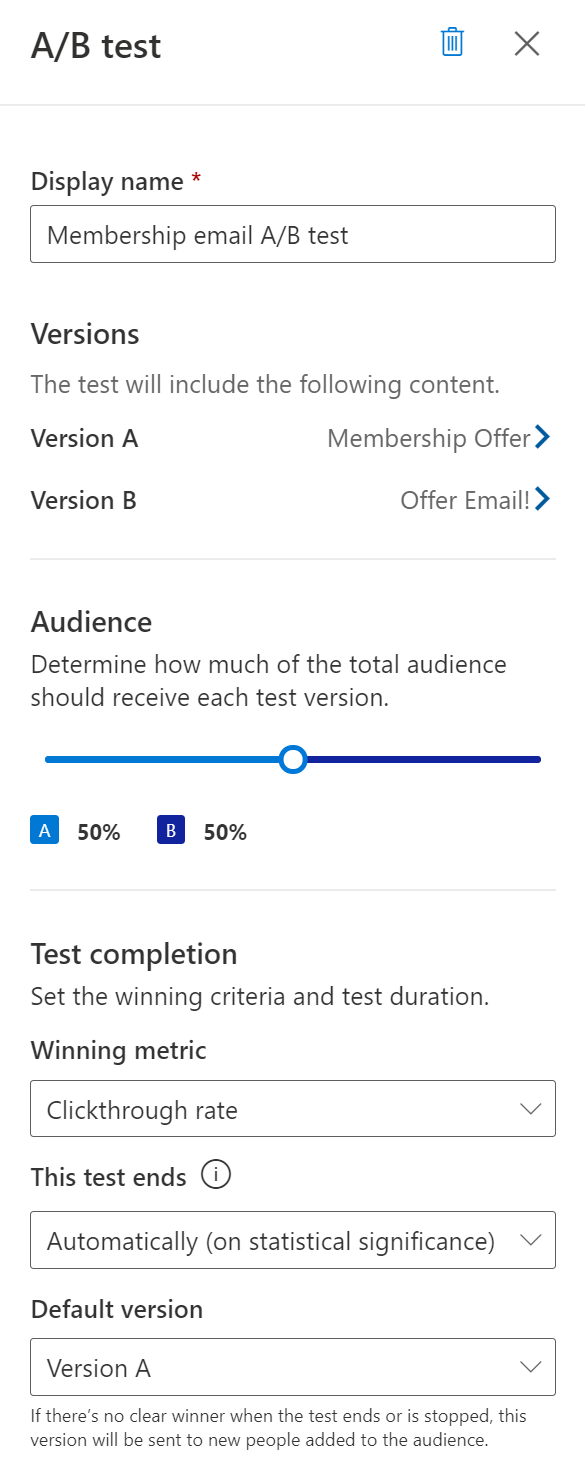 A/B test
Display name *
Membership email A/B test
Versions
The test will include the following content.
Version A Membership Offer
Version B Offer Email!
Audience
Determine how much of the total audience
should receive each test version.
A 50% B 50%
Test completion
Set the winning criteria and test duration.
Winning metric
Clickthrough rate
This test ends i
Automatically (on statistical significance)
Default version
Version A
If there’s no clear winner when the test ends or is stopped, this
version will be sent to new people added to the audience.